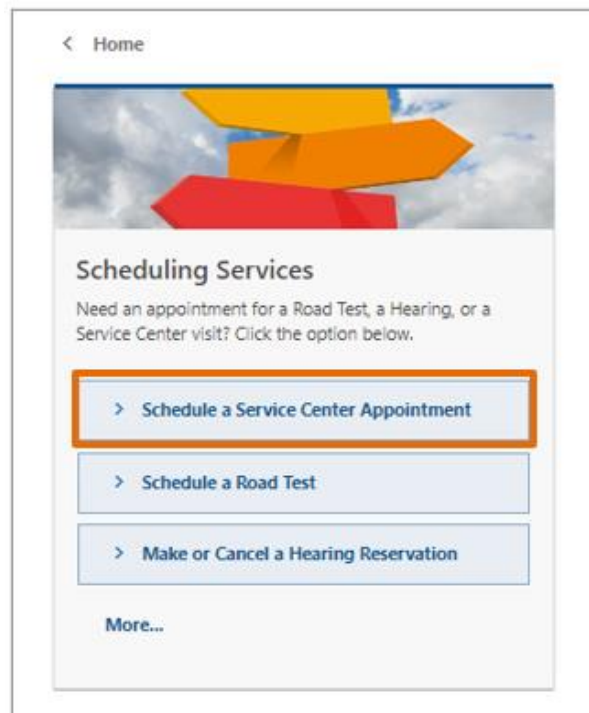 < Home
Scheduling Services
Need an appointment for a Road Test, a Hearing, or a
Service Center visit? Click the option below.
> Schedule a Service Center Appointment
> Schedule a Road Test
> Make or Cancel a Hearing Reservation
More...